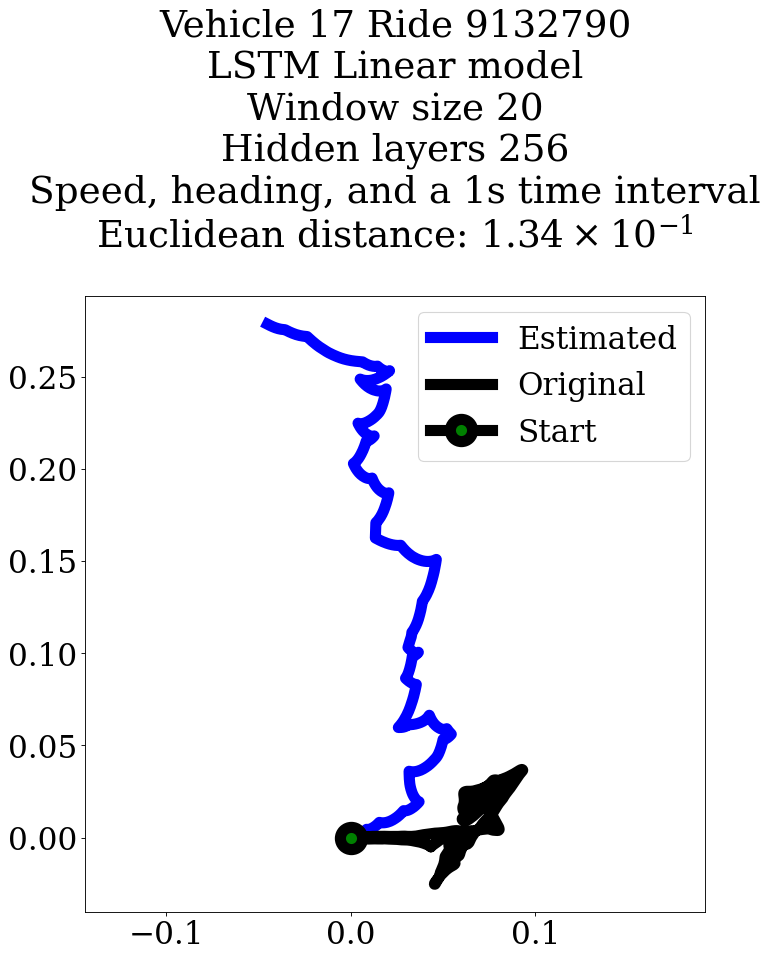 Vehicle 17 Ride 9132790
LSTM Linear model
Window size 20
Hidden layers 256
Speed, heading, and a 1s time interval
Euclidean distance: 1.34 × 10⁻¹
Estimated
Original
Start
0.25
0.20
0.15
0.10
0.05
0.00
−0.1
0.0
0.1